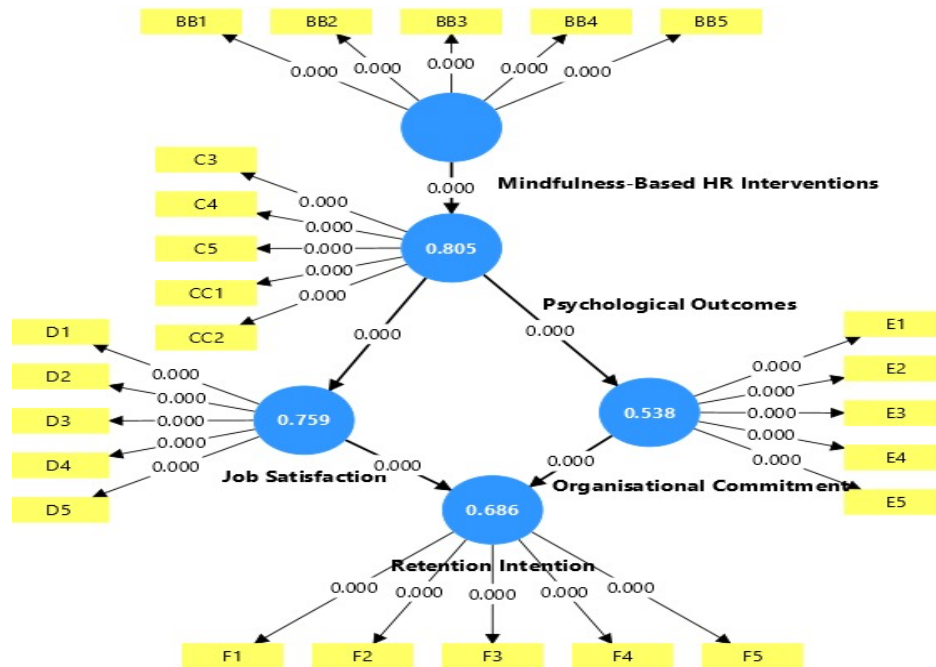 BB1 BB2 BB3 BB4 BB5
0.000 0.000 0.000 0.000 0.000
0.000
Mindfulness-Based HR Interventions
C3
C4
C5
CC1
CC2
0.000
0.000
0.000
0.000
0.000
0.805
Psychological Outcomes
0.000
0.000
D1
D2
D3
D4
D5
0.000
0.000
0.000
0.000
0.000
0.759
Job Satisfaction
0.000
E1
E2
E3
E4
E5
0.000
0.000
0.000
0.000
0.000
0.538
Organisational Commitment
0.000
0.686
Retention Intention
0.000 0.000 0.000 0.000 0.000
F1 F2 F3 F4 F5